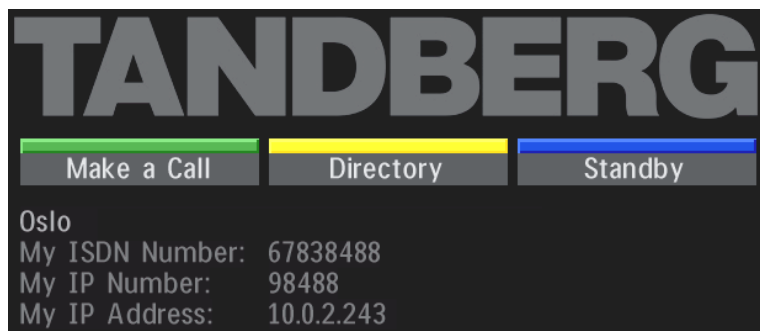 TANDBERG
Make a Call Directory Standby
Oslo
My ISDN Number: 67838488
My IP Number: 98488
My IP Address: 10.0.2.243